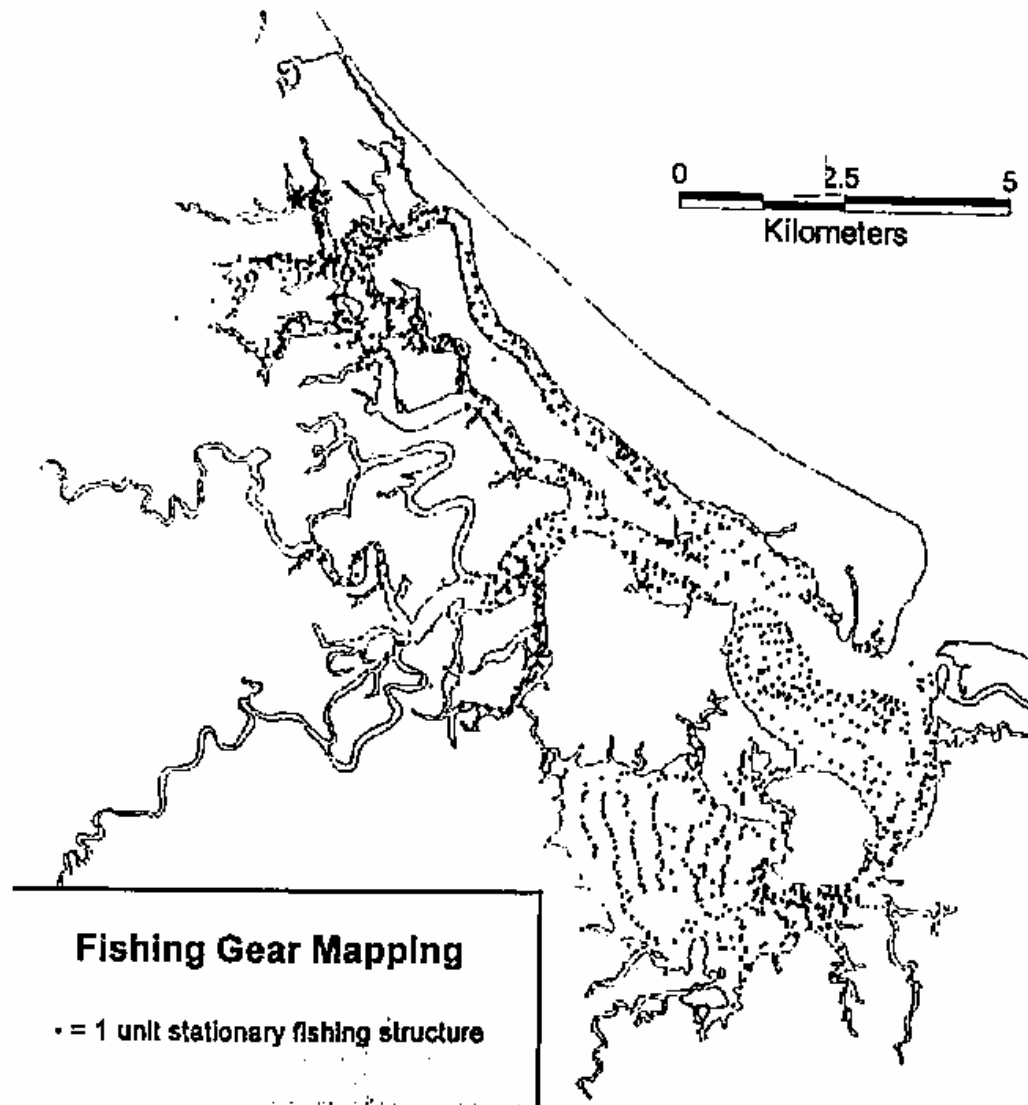 0 2.5 5
Kilometers
Fishing Gear Mapping
• = 1 unit stationary fishing structure